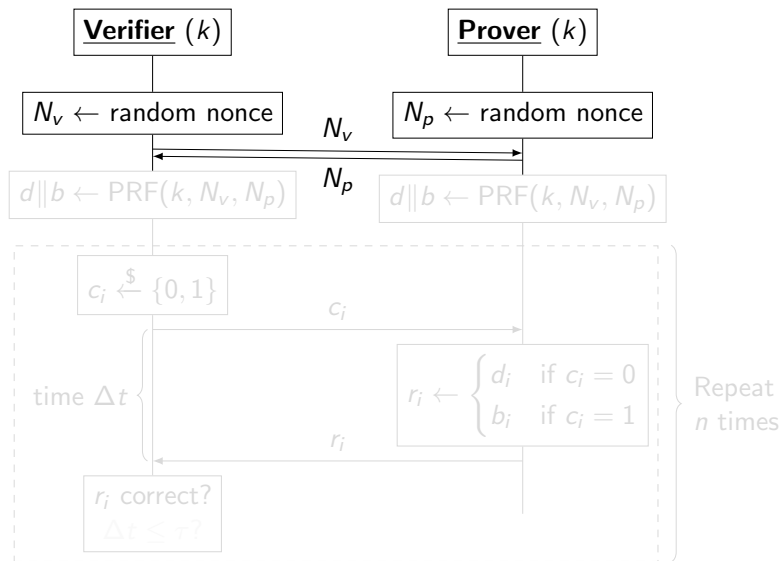 Verifier (k)
Prover (k)
N_v ← random nonce
N_p ← random nonce
N_v
N_p
d∥b ← PRF(k, N_v, N_p)
d∥b ← PRF(k, N_v, N_p)
c_i $← {0, 1}
c_i
time Δt
r_i ← { d_i if c_i = 0
b_i if c_i = 1
Repeat
n times
r_i
r_i correct?
Δt ≤ τ?